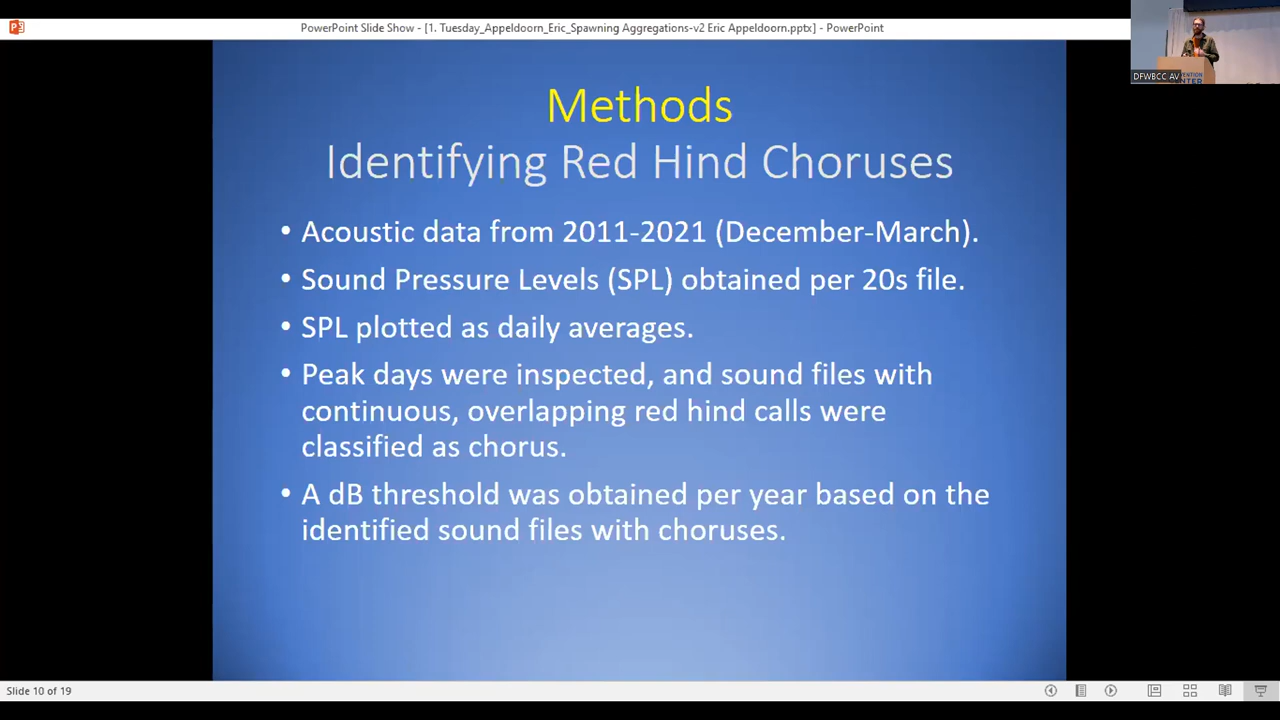 PowerPoint Slide Show - [1. Tuesday_Appeldoorn_Eric_Spawning Aggregations-v2 Eric Appeldoorn.pptx] - PowerPoint
DFWBCC AV
Methods
Identifying Red Hind Choruses
• Acoustic data from 2011-2021 (December-March).
• Sound Pressure Levels (SPL) obtained per 20s file.
• SPL plotted as daily averages.
• Peak days were inspected, and sound files with
continuous, overlapping red hind calls were
classified as chorus.
• A dB threshold was obtained per year based on the
identified sound files with choruses.
Slide 10 of 19